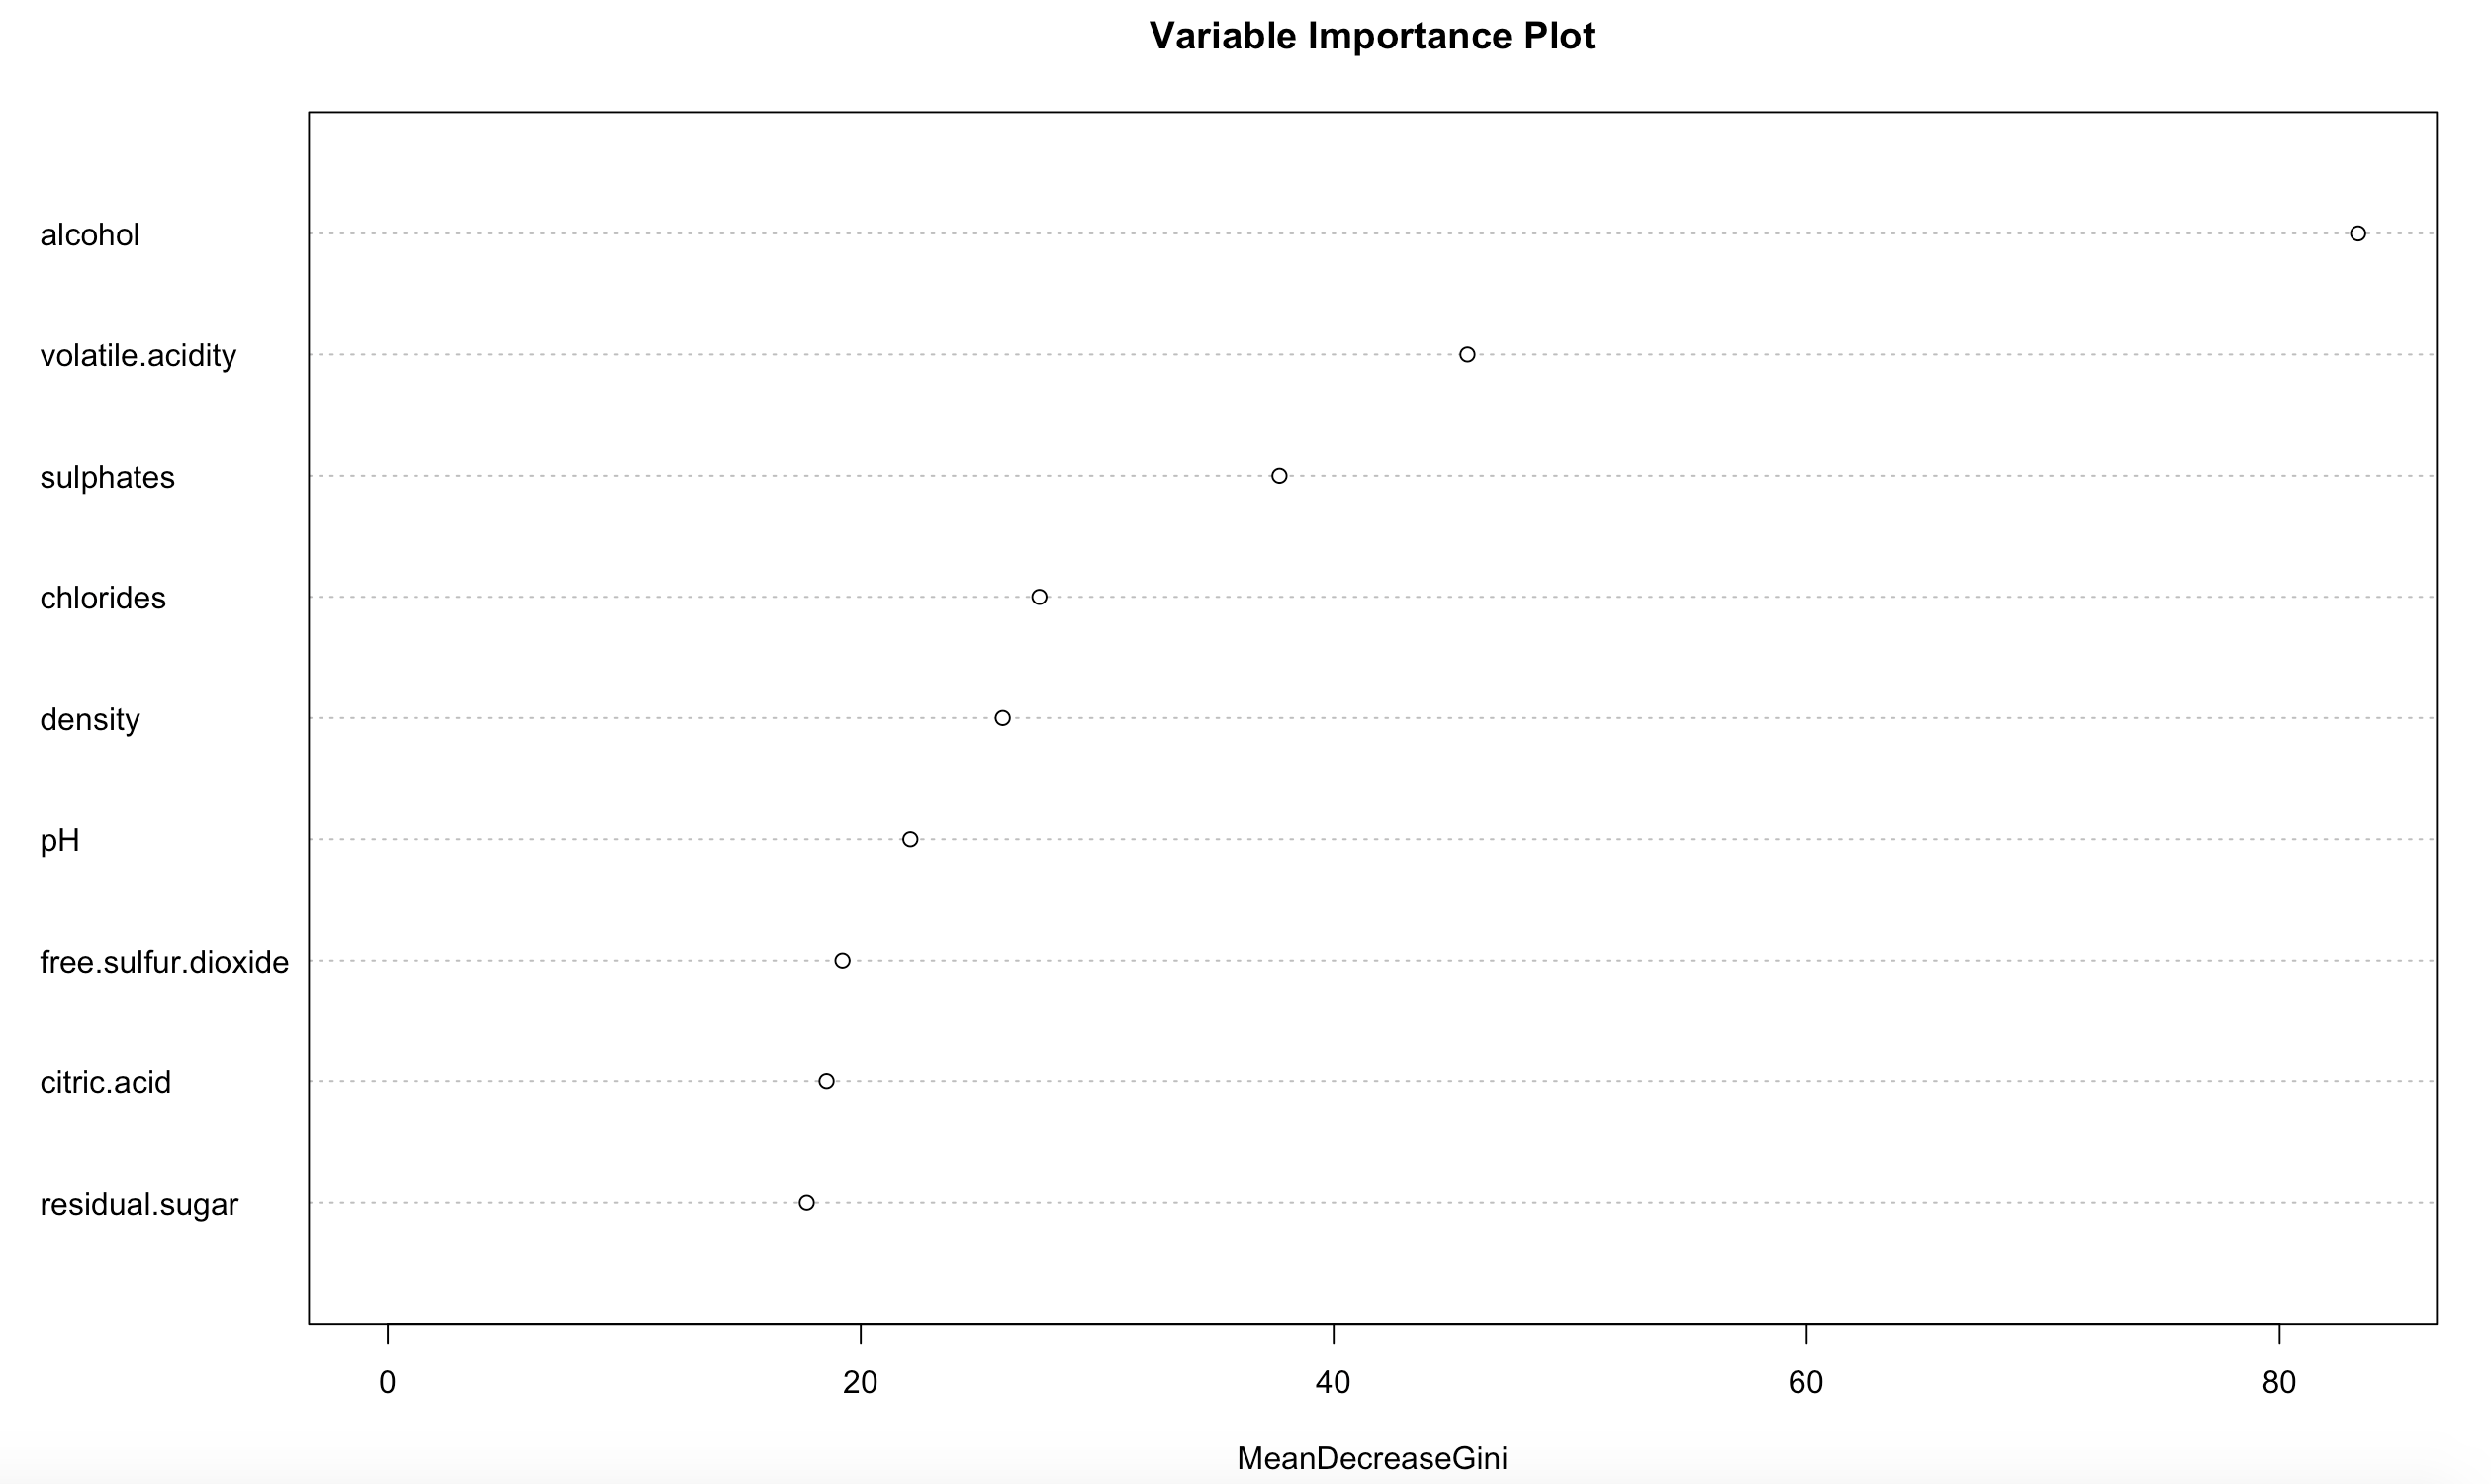 Variable Importance Plot
alcohol
volatile.acidity
sulphates
chlorides
density
pH
free.sulfur.dioxide
citric.acid
residual.sugar
0 20 40 60 80
MeanDecreaseGini